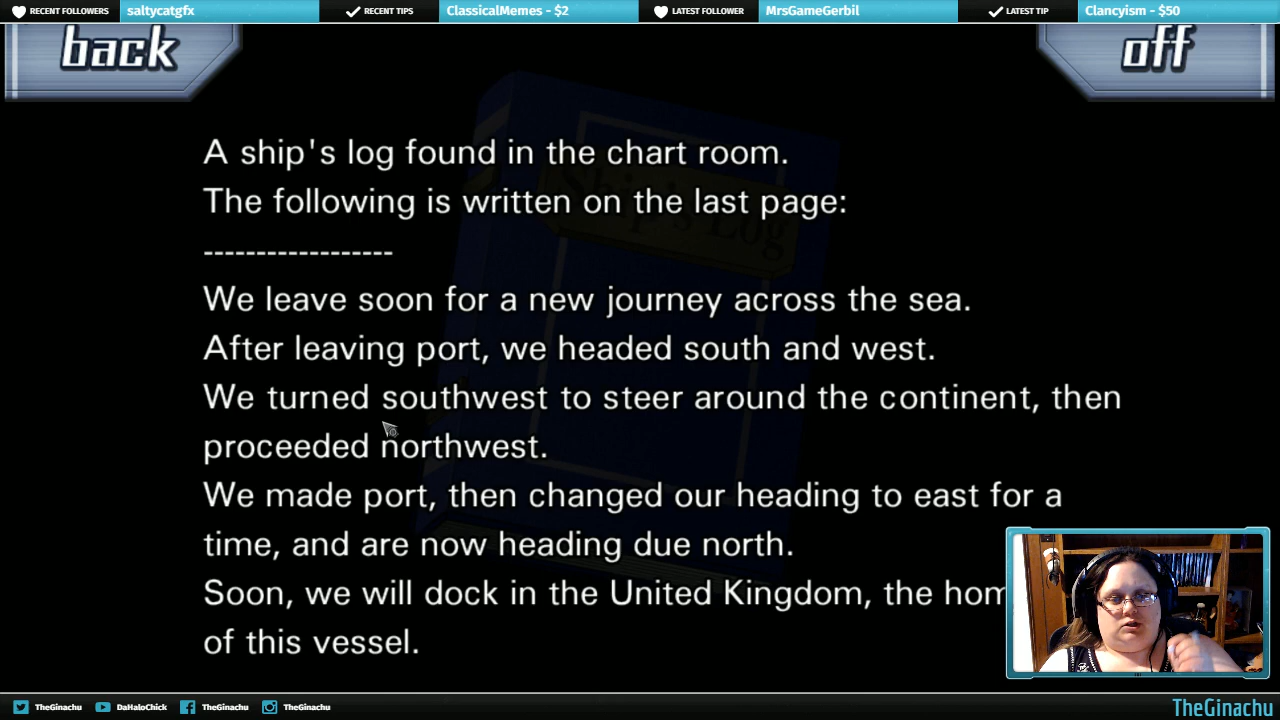 RECENT FOLLOWERS saltycatgfx RECENT TIPS ClassicalMemes - $2 LATEST FOLLOWER MrsGameGerbil LATEST TIP Clancyism - $50
back off
A ship's log found in the chart room.
The following is written on the last page:
------------------
We leave soon for a new journey across the sea.
After leaving port, we headed south and west.
We turned southwest to steer around the continent, then
proceeded northwest.
We made port, then changed our heading to east for a
time, and are now heading due north.
Soon, we will dock in the United Kingdom, the hom
of this vessel.
Ship's Log
TheGinachu DaHaloChick TheGinachu TheGinachu TheGinachu